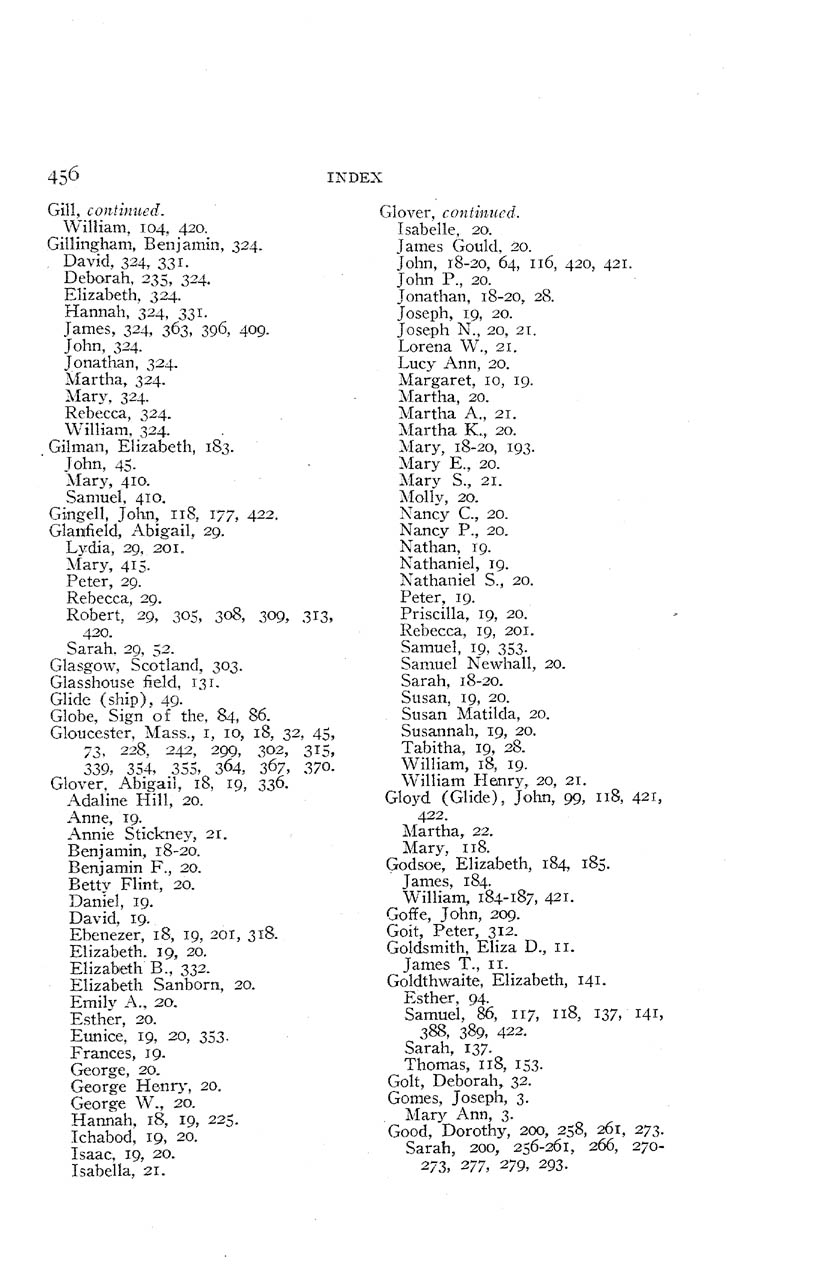 456
INDEX
Gill, continued.
William, 104, 420.
Gillingham, Benjamin, 324.
David, 324, 331.
Deborah, 235, 324.
Elizabeth, 324.
Hannah, 324, 331.
James, 324, 363, 396, 409.
John, 324.
Jonathan, 324.
Martha, 324.
Mary, 324.
Rebecca, 324.
William, 324.
Gilman, Elizabeth, 183.
John, 45.
Mary, 410.
Samuel, 410.
Gingell, John, 118, 177, 422.
Glanfield, Abigail, 29.
Lydia, 29, 201.
Mary, 415.
Peter, 29.
Rebecca, 29.
Robert, 29, 305, 308, 309, 313,
420.
Sarah, 29, 52.
Glasgow, Scotland, 303.
Glasshouse field, 131.
Glide (ship), 49.
Globe, Sign of the, 84, 86.
Gloucester, Mass., 1, 10, 18, 32, 45,
73, 228, 242, 299, 302, 315,
339, 354, 355, 364, 367, 370.
Glover, Abigail, 18, 19, 336.
Adaline Hill, 20.
Anne, 19.
Annie Stickney, 21.
Benjamin, 18-20.
Benjamin F., 20.
Betty Flint, 20.
Daniel, 19.
David, 19.
Ebenezer, 18, 19, 201, 318.
Elizabeth, 19, 20.
Elizabeth B., 332.
Elizabeth Sanborn, 20.
Emily A., 20.
Esther, 20.
Eunice, 19, 20, 353.
Frances, 19.
George, 20.
George Henry, 20.
George W., 20.
Hannah, 18, 19, 225.
Ichabod, 19, 20.
Isaac, 19, 20.
Isabella, 21.
Glover, continued.
Isabelle, 20.
James Gould, 20.
John, 18-20, 64, 116, 420, 421.
John P., 20.
Jonathan, 18-20, 28.
Joseph, 19, 20.
Joseph N., 20, 21.
Lorena W., 21.
Lucy Ann, 20.
Margaret, 10, 19.
Martha, 20.
Martha A., 21.
Martha K., 20.
Mary, 18-20, 193.
Mary E., 20.
Mary S., 21.
Molly, 20.
Nancy C., 20.
Nancy P., 20.
Nathan, 19.
Nathaniel, 19.
Nathaniel S., 20.
Peter, 19.
Priscilla, 19, 20.
Rebecca, 19, 201.
Samuel, 19, 353.
Samuel Newhall, 20.
Sarah, 18-20.
Susan, 19, 20.
Susan Matilda, 20.
Susannah, 19, 20.
Tabitha, 19, 28.
William, 18, 19.
William Henry, 20, 21.
Gloyd (Glide), John, 99, 118, 421,
422.
Martha, 22.
Mary, 118.
Godsoe, Elizabeth, 184, 185.
James, 184.
William, 184-187, 421.
Goffe, John, 209.
Goit, Peter, 312.
Goldsmith, Eliza D., 11.
James T., 11.
Goldthwaite, Elizabeth, 141.
Esther, 94.
Samuel, 86, 117, 118, 137, 141,
388, 389, 422.
Sarah, 137.
Thomas, 118, 153.
Golt, Deborah, 32.
Gomes, Joseph, 3.
Mary Ann, 3.
Good, Dorothy, 200, 258, 261, 273.
Sarah, 200, 256-261, 266, 270-
273, 277, 279, 293.